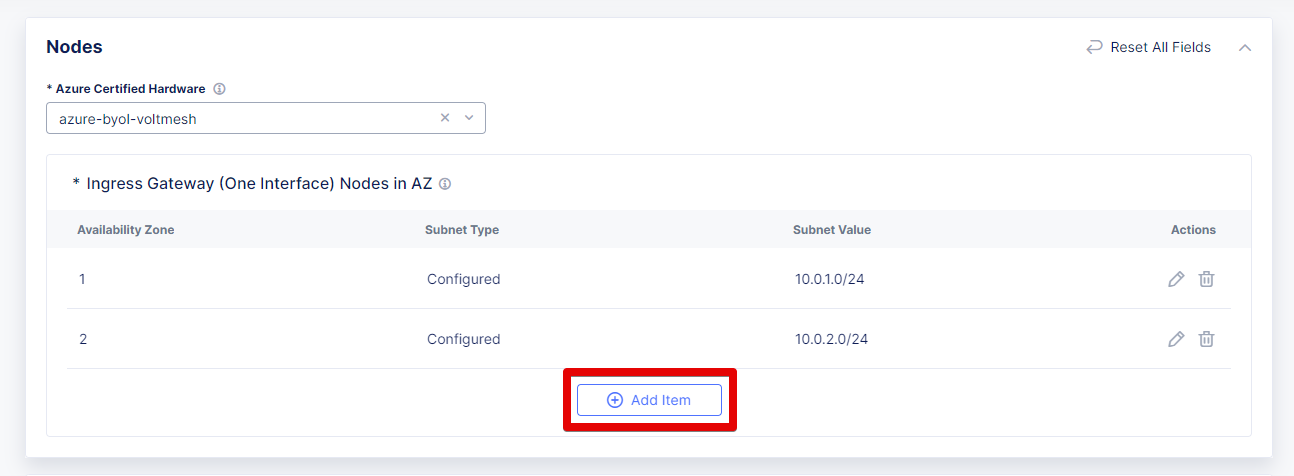 Nodes
Reset All Fields
* Azure Certified Hardware
azure-byol-voltmesh
* Ingress Gateway (One Interface) Nodes in AZ
Availability Zone Subnet Type Subnet Value Actions
1 Configured 10.0.1.0/24
2 Configured 10.0.2.0/24
Add Item